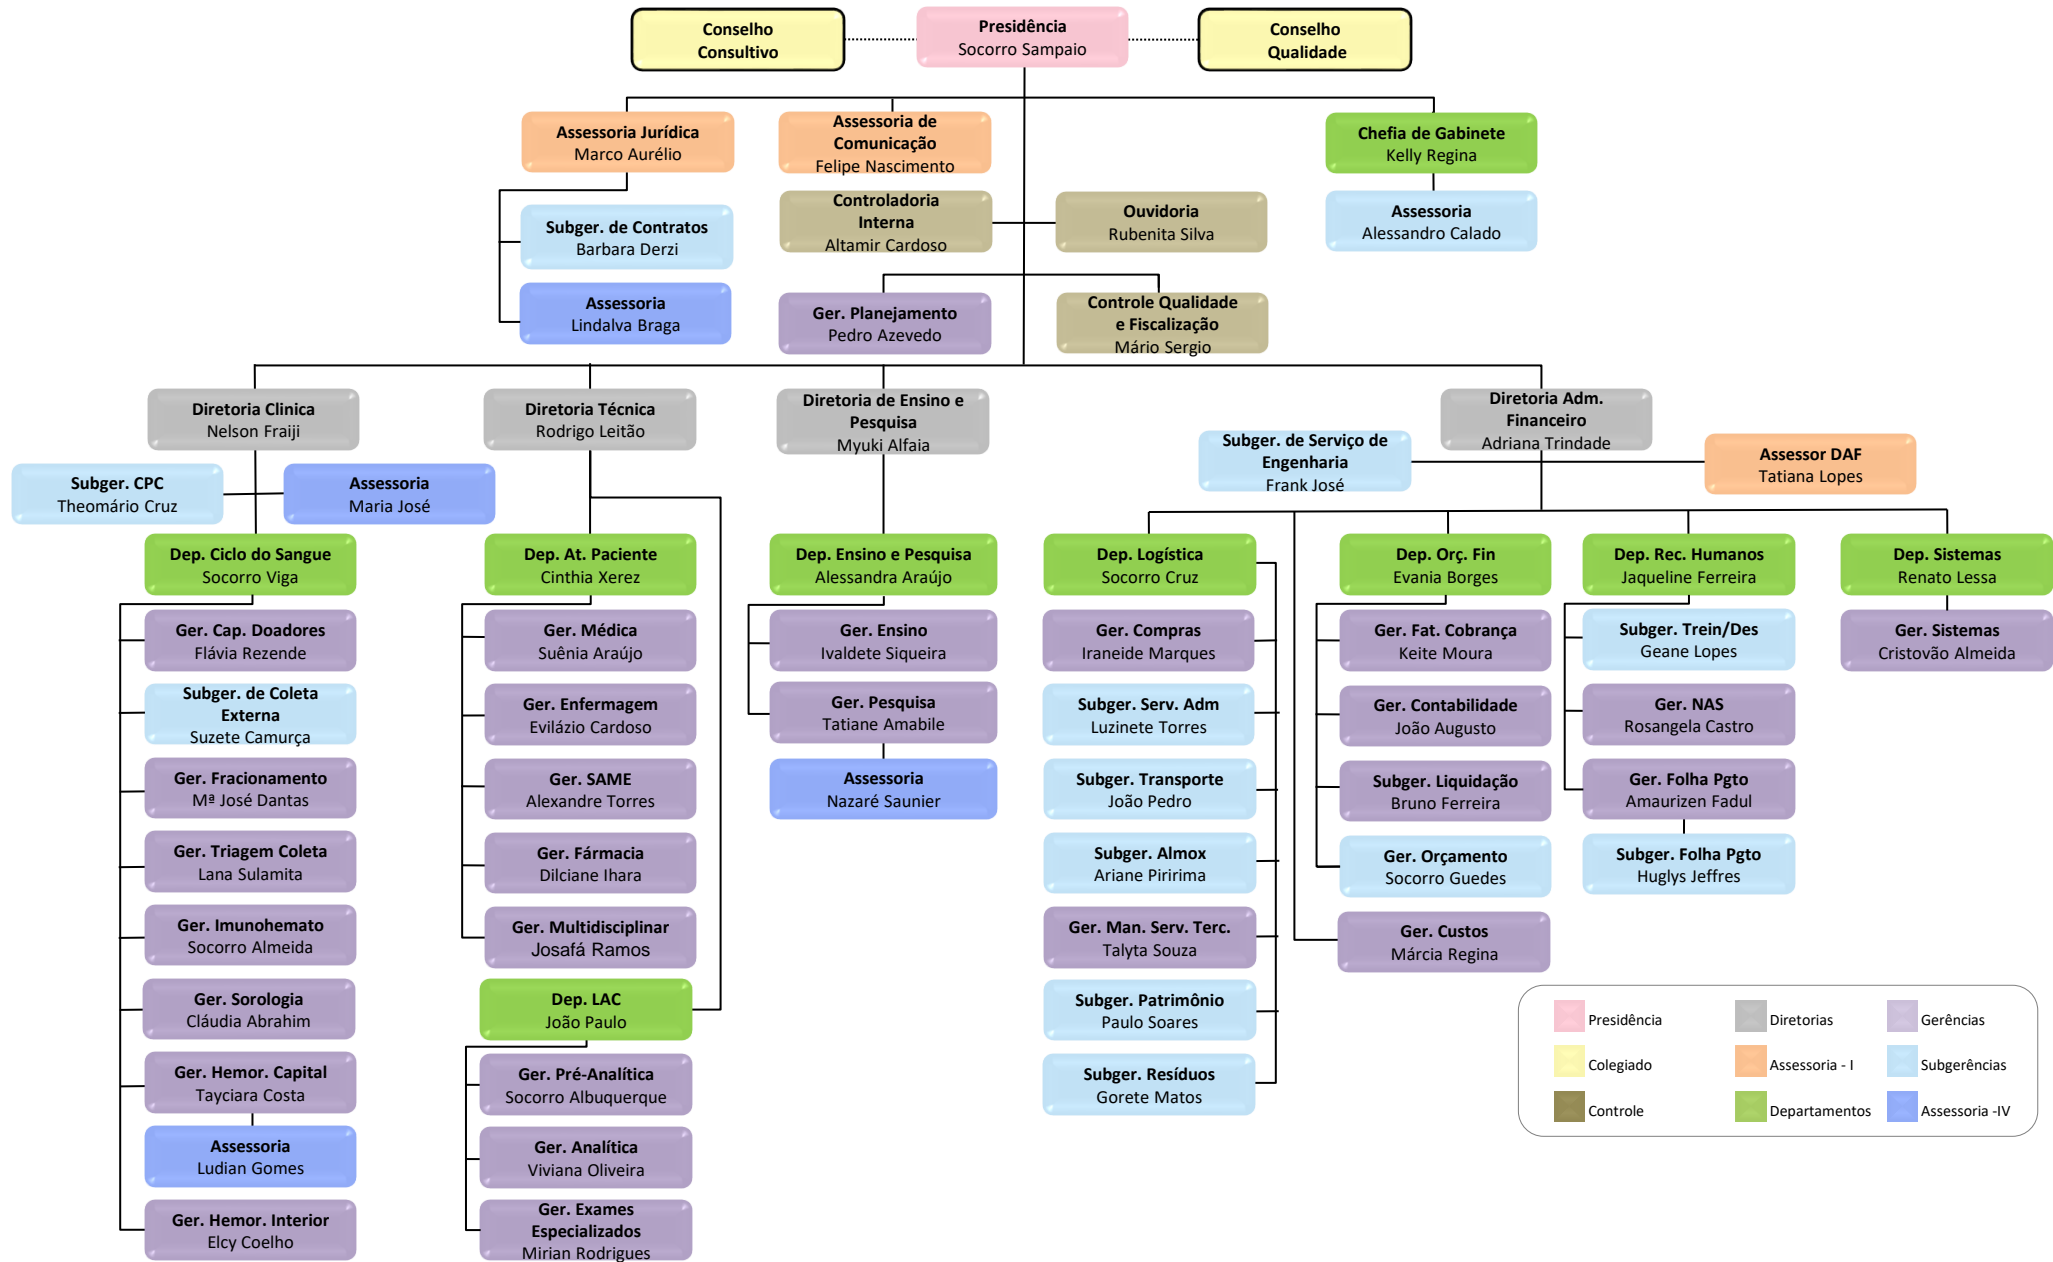 Conselho
Consultivo
Presidência
Socorro Sampaio
Conselho
Qualidade
Assessoria Jurídica
Marco Aurélio
Assessoria de
Comunicação
Felipe Nascimento
Chefia de Gabinete
Kelly Regina
Subger. de Contratos
Barbara Derzi
Controladoria
Interna
Altamir Cardoso
Ouvidoria
Rubenita Silva
Assessoria
Alessandro Calado
Assessoria
Lindalva Braga
Ger. Planejamento
Pedro Azevedo
Controle Qualidade
e Fiscalização
Mário Sergio
Diretoria Clinica
Nelson Fraiji
Diretoria Técnica
Rodrigo Leitão
Diretoria de Ensino e
Pesquisa
Myuki Alfaia
Diretoria Adm.
Financeiro
Adriana Trindade
Subger. CPC
Theomário Cruz
Assessoria
Maria José
Subger. de Serviço de
Engenharia
Frank José
Assessor DAF
Tatiana Lopes
Dep. Ciclo do Sangue
Socorro Viga
Ger. Cap. Doadores
Flávia Rezende
Subger. de Coleta
Externa
Suzete Camurça
Ger. Fracionamento
Mª José Dantas
Ger. Triagem Coleta
Lana Sulamita
Ger. Imunohemato
Socorro Almeida
Ger. Sorologia
Cláudia Abrahim
Ger. Hemor. Capital
Tayciara Costa
Assessoria
Ludian Gomes
Ger. Hemor. Interior
Elcy Coelho
Dep. At. Paciente
Cinthia Xerez
Ger. Médica
Suênia Araújo
Ger. Enfermagem
Evilázio Cardoso
Ger. SAME
Alexandre Torres
Ger. Fármacia
Dilciane Ihara
Ger. Multidisciplinar
Josafá Ramos
Dep. LAC
João Paulo
Ger. Pré-Analítica
Socorro Albuquerque
Ger. Analítica
Viviana Oliveira
Ger. Exames
Especializados
Mirian Rodrigues
Dep. Ensino e Pesquisa
Alessandra Araújo
Ger. Ensino
Ivaldete Siqueira
Ger. Pesquisa
Tatiane Amabile
Assessoria
Nazaré Saunier
Dep. Logística
Socorro Cruz
Ger. Compras
Iraneide Marques
Subger. Serv. Adm
Luzinete Torres
Subger. Transporte
João Pedro
Subger. Almox
Ariane Piririma
Ger. Man. Serv. Terc.
Talyta Souza
Subger. Patrimônio
Paulo Soares
Subger. Resíduos
Gorete Matos
Dep. Orç. Fin
Evania Borges
Ger. Fat. Cobrança
Keite Moura
Ger. Contabilidade
João Augusto
Subger. Liquidação
Bruno Ferreira
Ger. Orçamento
Socorro Guedes
Ger. Custos
Márcia Regina
Dep. Rec. Humanos
Jaqueline Ferreira
Subger. Trein/Des
Geane Lopes
Ger. NAS
Rosangela Castro
Ger. Folha Pgto
Amaurizen Fadul
Subger. Folha Pgto
Huglys Jeffres
Dep. Sistemas
Renato Lessa
Ger. Sistemas
Cristovão Almeida
Presidência
Diretorias
Gerências
Colegiado
Assessoria - I
Subgerências
Controle
Departamentos
Assessoria -IV